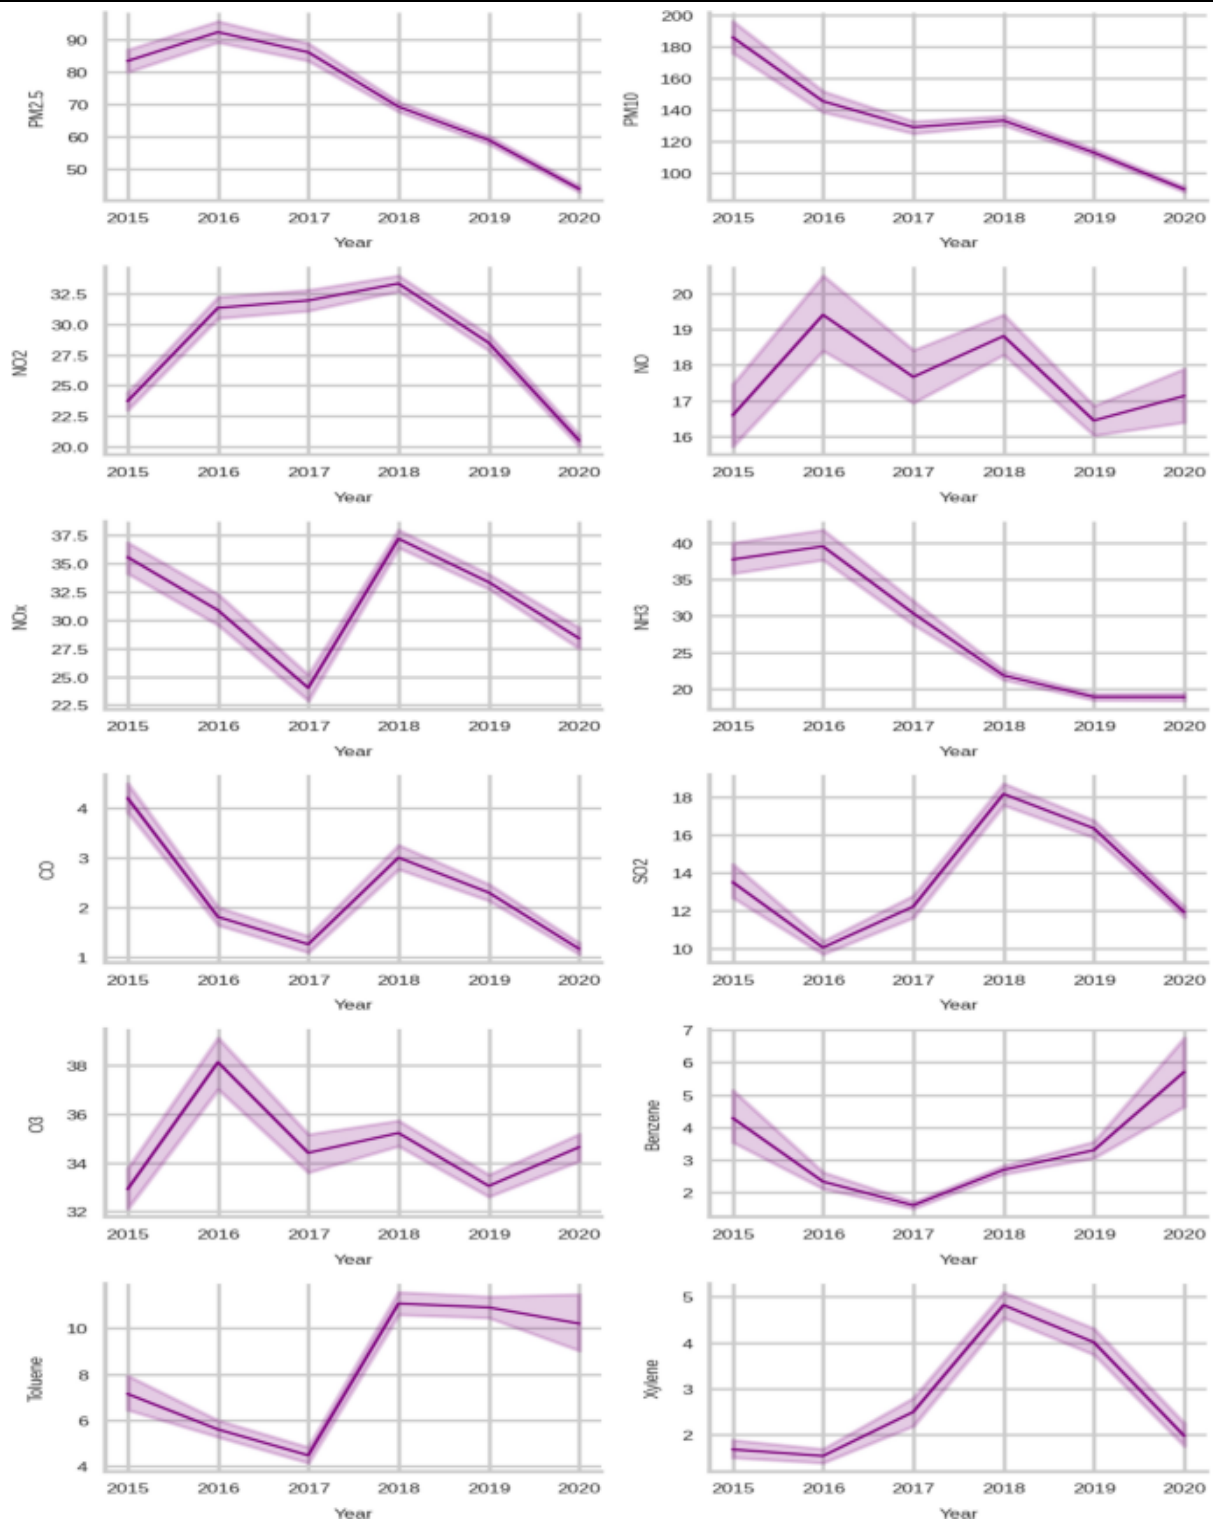 PM2.5
90
80
70
60
50
2015 2016 2017 2018 2019 2020
Year
PM10
200
180
160
140
120
100
2015 2016 2017 2018 2019 2020
Year
NO2
32.5
30.0
27.5
25.0
22.5
20.0
2015 2016 2017 2018 2019 2020
Year
NO
20
19
18
17
16
2015 2016 2017 2018 2019 2020
Year
NOx
37.5
35.0
32.5
30.0
27.5
25.0
22.5
2015 2016 2017 2018 2019 2020
Year
NH3
40
35
30
25
20
2015 2016 2017 2018 2019 2020
Year
CO
4
3
2
1
2015 2016 2017 2018 2019 2020
Year
SO2
18
16
14
12
10
2015 2016 2017 2018 2019 2020
Year
O3
38
36
34
32
2015 2016 2017 2018 2019 2020
Year
Benzene
7
6
5
4
3
2
2015 2016 2017 2018 2019 2020
Year
Toluene
10
8
6
4
2015 2016 2017 2018 2019 2020
Year
Xylene
5
4
3
2
2015 2016 2017 2018 2019 2020
Year